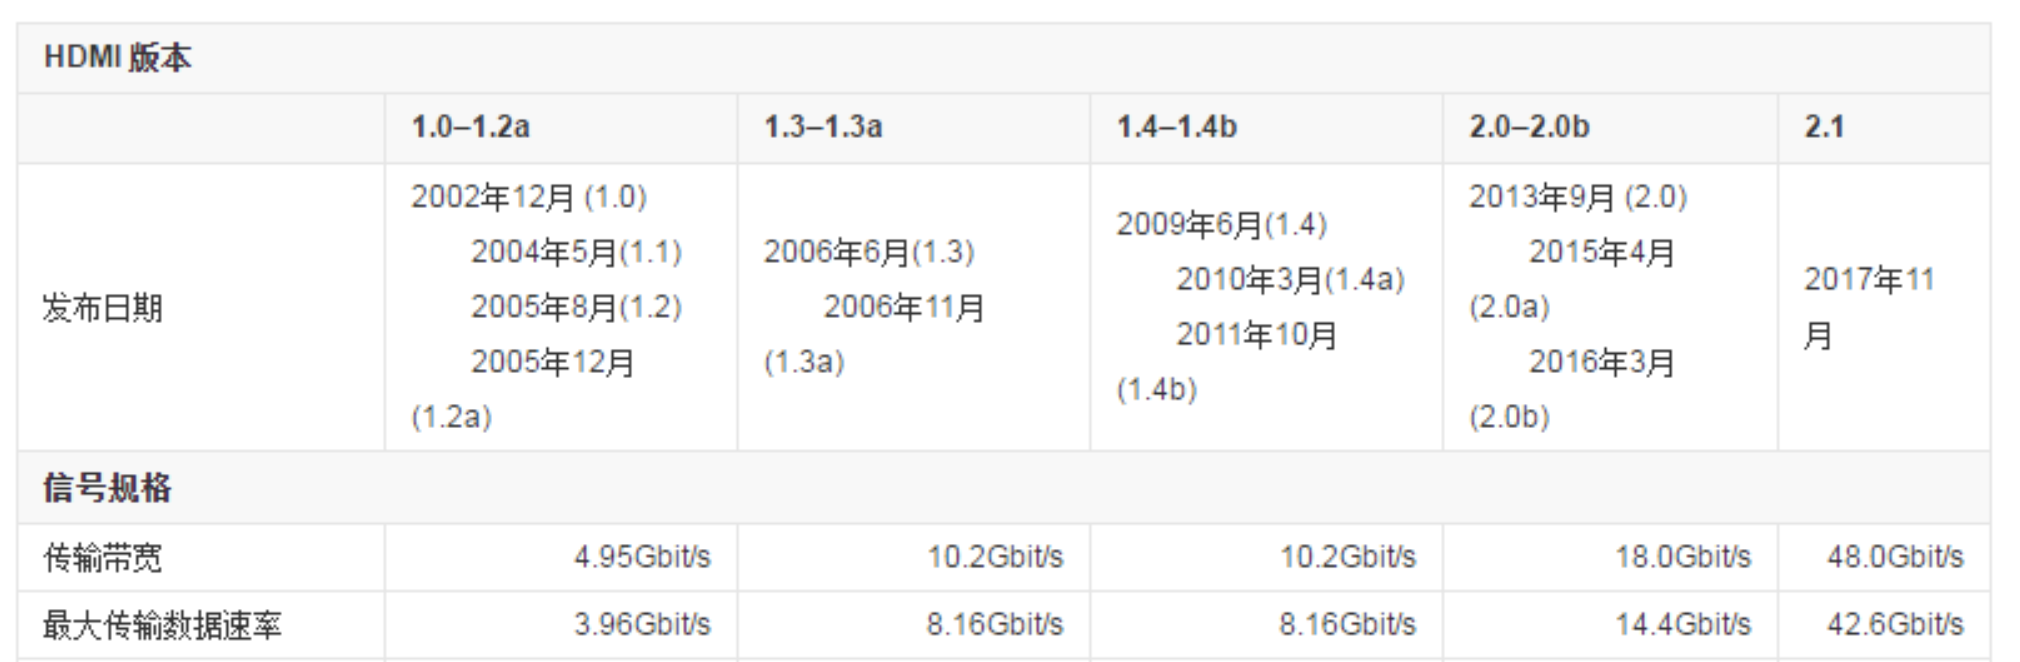 HDMI 版本
1.0–1.2a
1.3–1.3a
1.4–1.4b
2.0–2.0b
2.1
发布日期
2002年12月 (1.0)
2004年5月(1.1)
2005年8月(1.2)
2005年12月
(1.2a)
2006年6月(1.3)
2006年11月
(1.3a)
2009年6月(1.4)
2010年3月(1.4a)
2011年10月
(1.4b)
2013年9月 (2.0)
2015年4月
(2.0a)
2016年3月
(2.0b)
2017年11
月
信号规格
传输带宽
4.95Gbit/s
10.2Gbit/s
10.2Gbit/s
18.0Gbit/s
48.0Gbit/s
最大传输数据速率
3.96Gbit/s
8.16Gbit/s
8.16Gbit/s
14.4Gbit/s
42.6Gbit/s